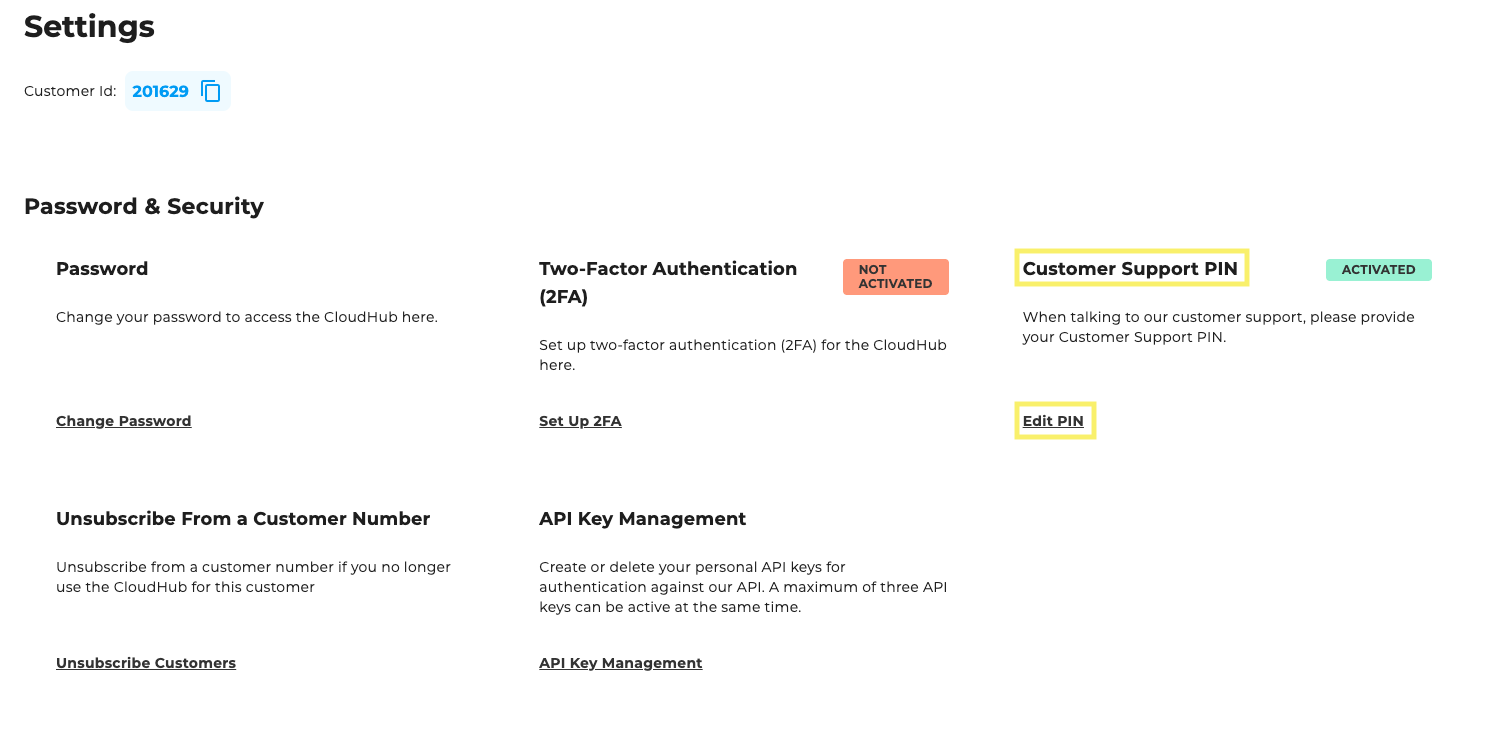 Settings
Customer Id: 201629
Password & Security
Password
Change your password to access the CloudHub here.
Change Password
Two-Factor Authentication
(2FA)
NOT
ACTIVATED
Set up two-factor authentication (2FA) for the CloudHub
here.
Set Up 2FA
Customer Support PIN
ACTIVATED
When talking to our customer support, please provide
your Customer Support PIN.
Edit PIN
Unsubscribe From a Customer Number
Unsubscribe from a customer number if you no longer
use the CloudHub for this customer
Unsubscribe Customers
API Key Management
Create or delete your personal API keys for
authentication against our API. A maximum of three API
keys can be active at the same time.
API Key Management